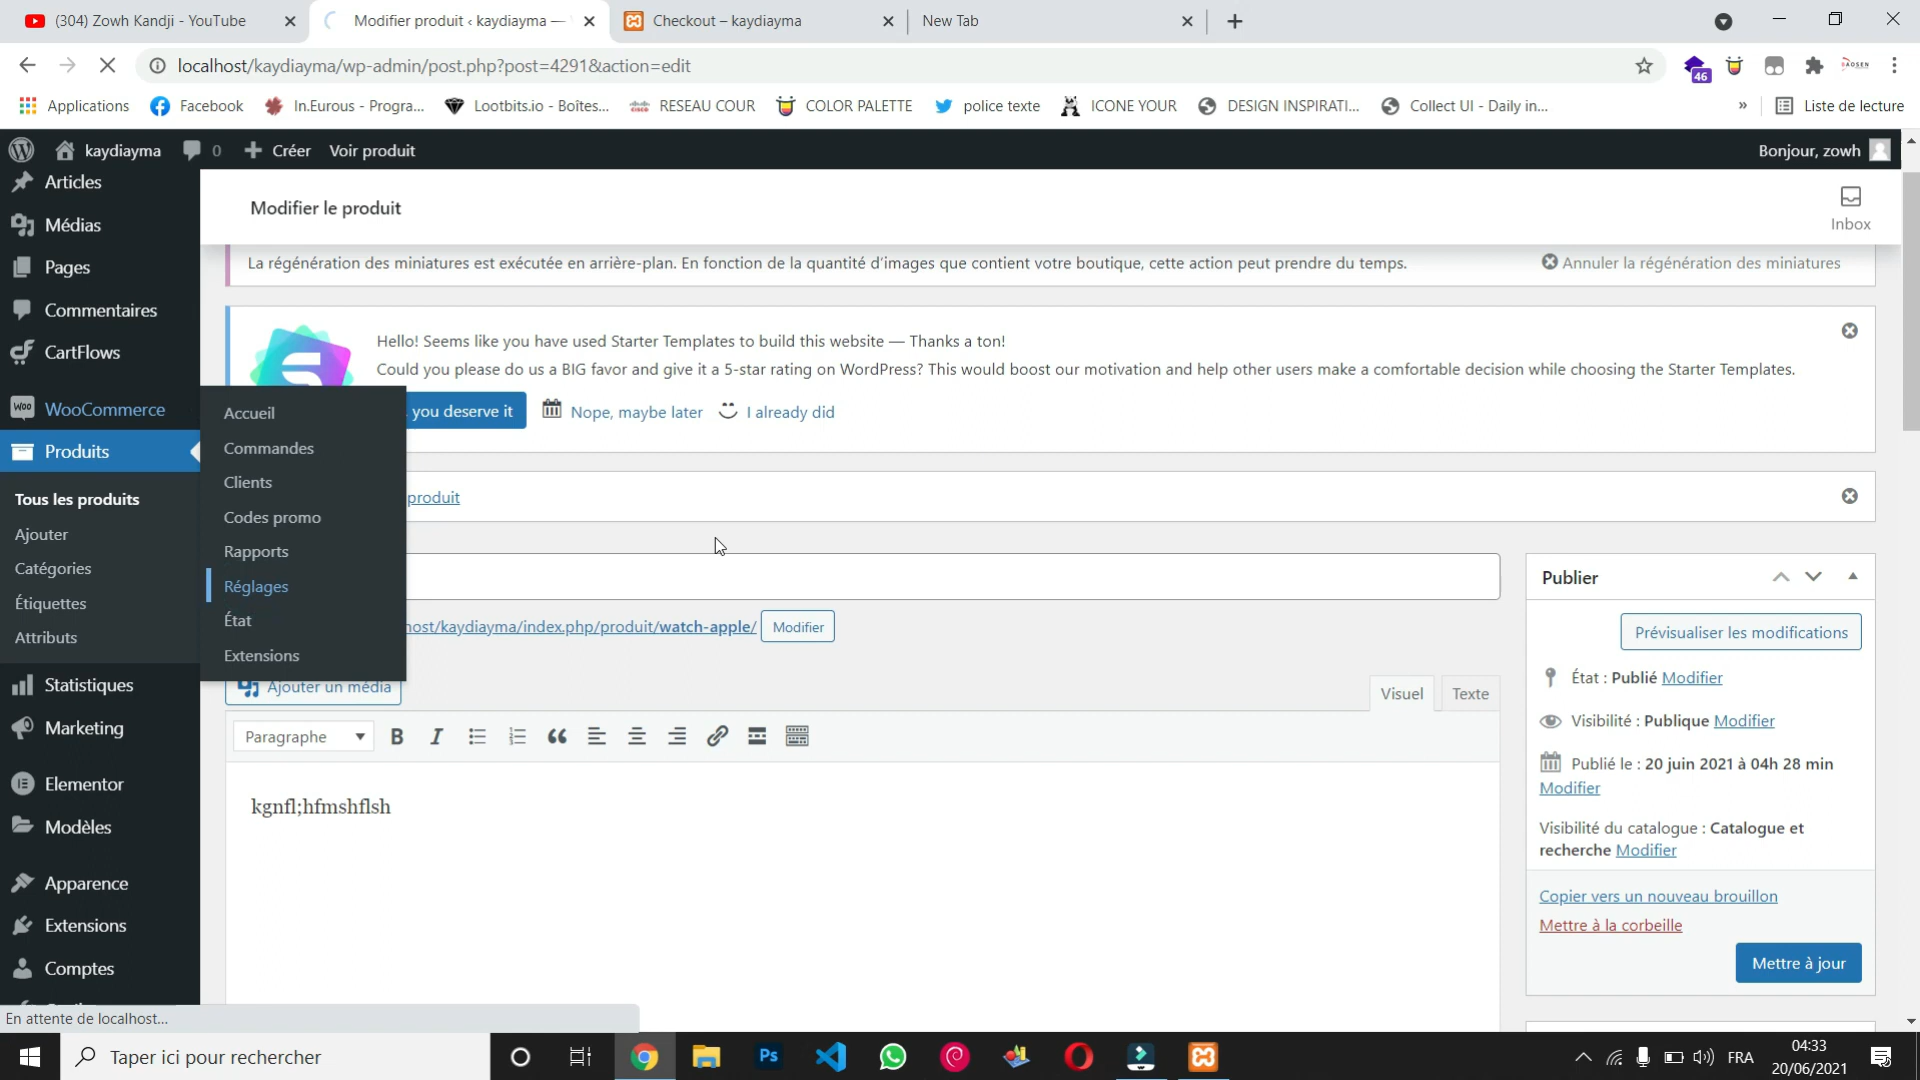 (304) Zowh Kandji - YouTube
Modifier produit ‹ kaydiayma —
Checkout – kaydiayma
New Tab
localhost/kaydiayma/wp-admin/post.php?post=4291&action=edit
46
Applications
Facebook
In.Eurous - Progra...
Lootbits.io - Boîtes...
RESEAU COUR
COLOR PALETTE
police texte
ICONE YOUR
DESIGN INSPIRATI...
Collect UI - Daily in...
»
Liste de lecture
kaydiayma
0
Créer
Voir produit
Bonjour, zowh
Articles
Médias
Pages
Commentaires
CartFlows
WooCommerce
Produits
Tous les produits
Ajouter
Catégories
Étiquettes
Attributs
Statistiques
Marketing
Elementor
Modèles
Apparence
Extensions
Comptes
Accueil
Commandes
Clients
Codes promo
Rapports
Réglages
État
Extensions
Modifier le produit
Inbox
La régénération des miniatures est exécutée en arrière-plan. En fonction de la quantité d'images que contient votre boutique, cette action peut prendre du temps.
Annuler la régénération des miniatures
Hello! Seems like you have used Starter Templates to build this website — Thanks a ton!
Could you please do us a BIG favor and give it a 5-star rating on WordPress? This would boost our motivation and help other users make a comfortable decision while choosing the Starter Templates.
you deserve it
Nope, maybe later
I already did
produit
ost/kaydiayma/index.php/produit/watch-apple/
Modifier
Ajouter un média
Visuel
Texte
Paragraphe
kgnfl;hfmshflsh
Publier
Prévisualiser les modifications
État : Publié Modifier
Visibilité : Publique Modifier
Publié le : 20 juin 2021 à 04h 28 min
Modifier
Visibilité du catalogue : Catalogue et
recherche Modifier
Copier vers un nouveau brouillon
Mettre à la corbeille
Mettre à jour
En attente de localhost...
Taper ici pour rechercher
Ps
FRA
04:33
20/06/2021